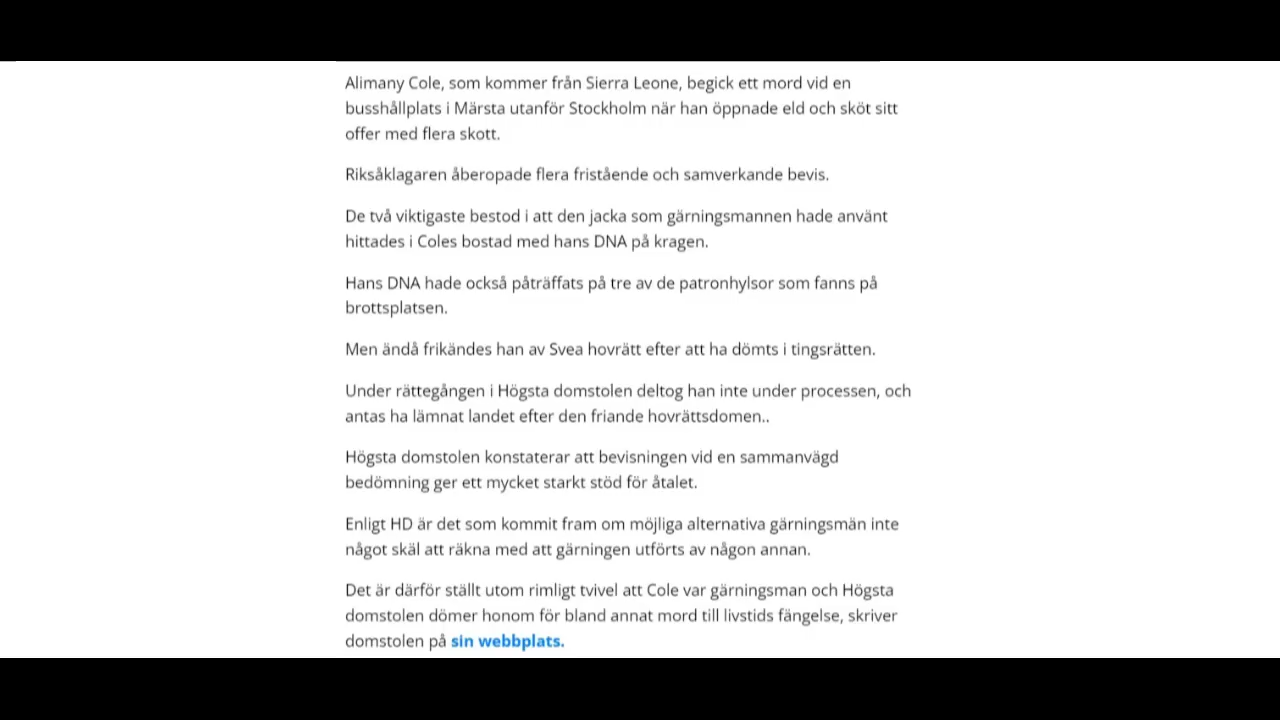 Alimany Cole, som kommer från Sierra Leone, begick ett mord vid en
busshållplats i Märsta utanför Stockholm när han öppnade eld och sköt sitt
offer med flera skott.
Riksåklagaren åberopade flera fristående och samverkande bevis.
De två viktigaste bestod i att den jacka som gärningsmannen hade använt
hittades i Coles bostad med hans DNA på kragen.
Hans DNA hade också påträffats på tre av de patronhylsor som fanns på
brottsplatsen.
Men ändå frikändes han av Svea hovrätt efter att ha dömts i tingsrätten.
Under rättegången i Högsta domstolen deltog han inte under processen, och
antas ha lämnat landet efter den friande hovrättsdomen..
Högsta domstolen konstaterar att bevisningen vid en sammanvägd
bedömning ger ett mycket starkt stöd för åtalet.
Enligt HD är det som kommit fram om möjliga alternativa gärningsmän inte
något skäl att räkna med att gärningen utförts av någon annan.
Det är därför ställt utom rimligt tvivel att Cole var gärningsman och Högsta
domstolen dömer honom för bland annat mord till livstids fängelse, skriver
domstolen på sin webbplats.